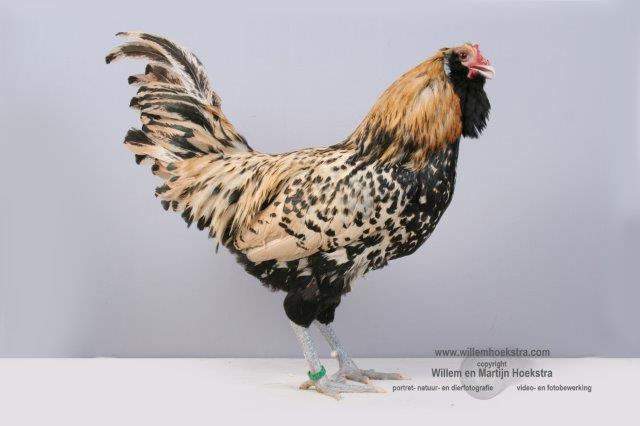 www.willemhoekstra.com
copyright
Willem en Martijn Hoekstra
portret- natuur- en dierfotografie video- en fotobewerking